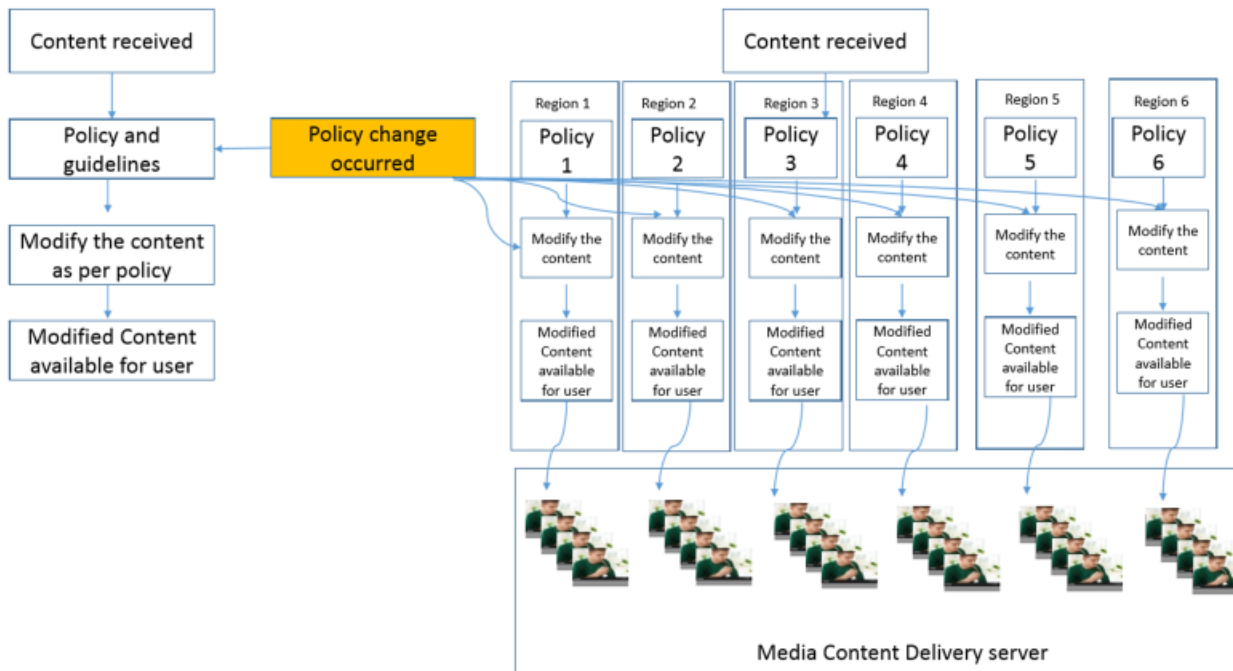 Content received
Policy and
guidelines
Modify the content
as per policy
Modified Content
available for user
Policy change
occurred
Content received
Region 1
Policy
1
Modify the
content
Modified
Content
available
for user
Region 2
Policy
2
Modify the
content
Modified
Content
available
for user
Region 3
Policy
3
Modify the
content
Modified
Content
available
for user
Region 4
Policy
4
Modify the
content
Modified
Content
available
for user
Region 5
Policy
5
Modify the
content
Modified
Content
available
for user
Region 6
Policy
6
Modify the
content
Modified
Content
available
for user
Media Content Delivery server